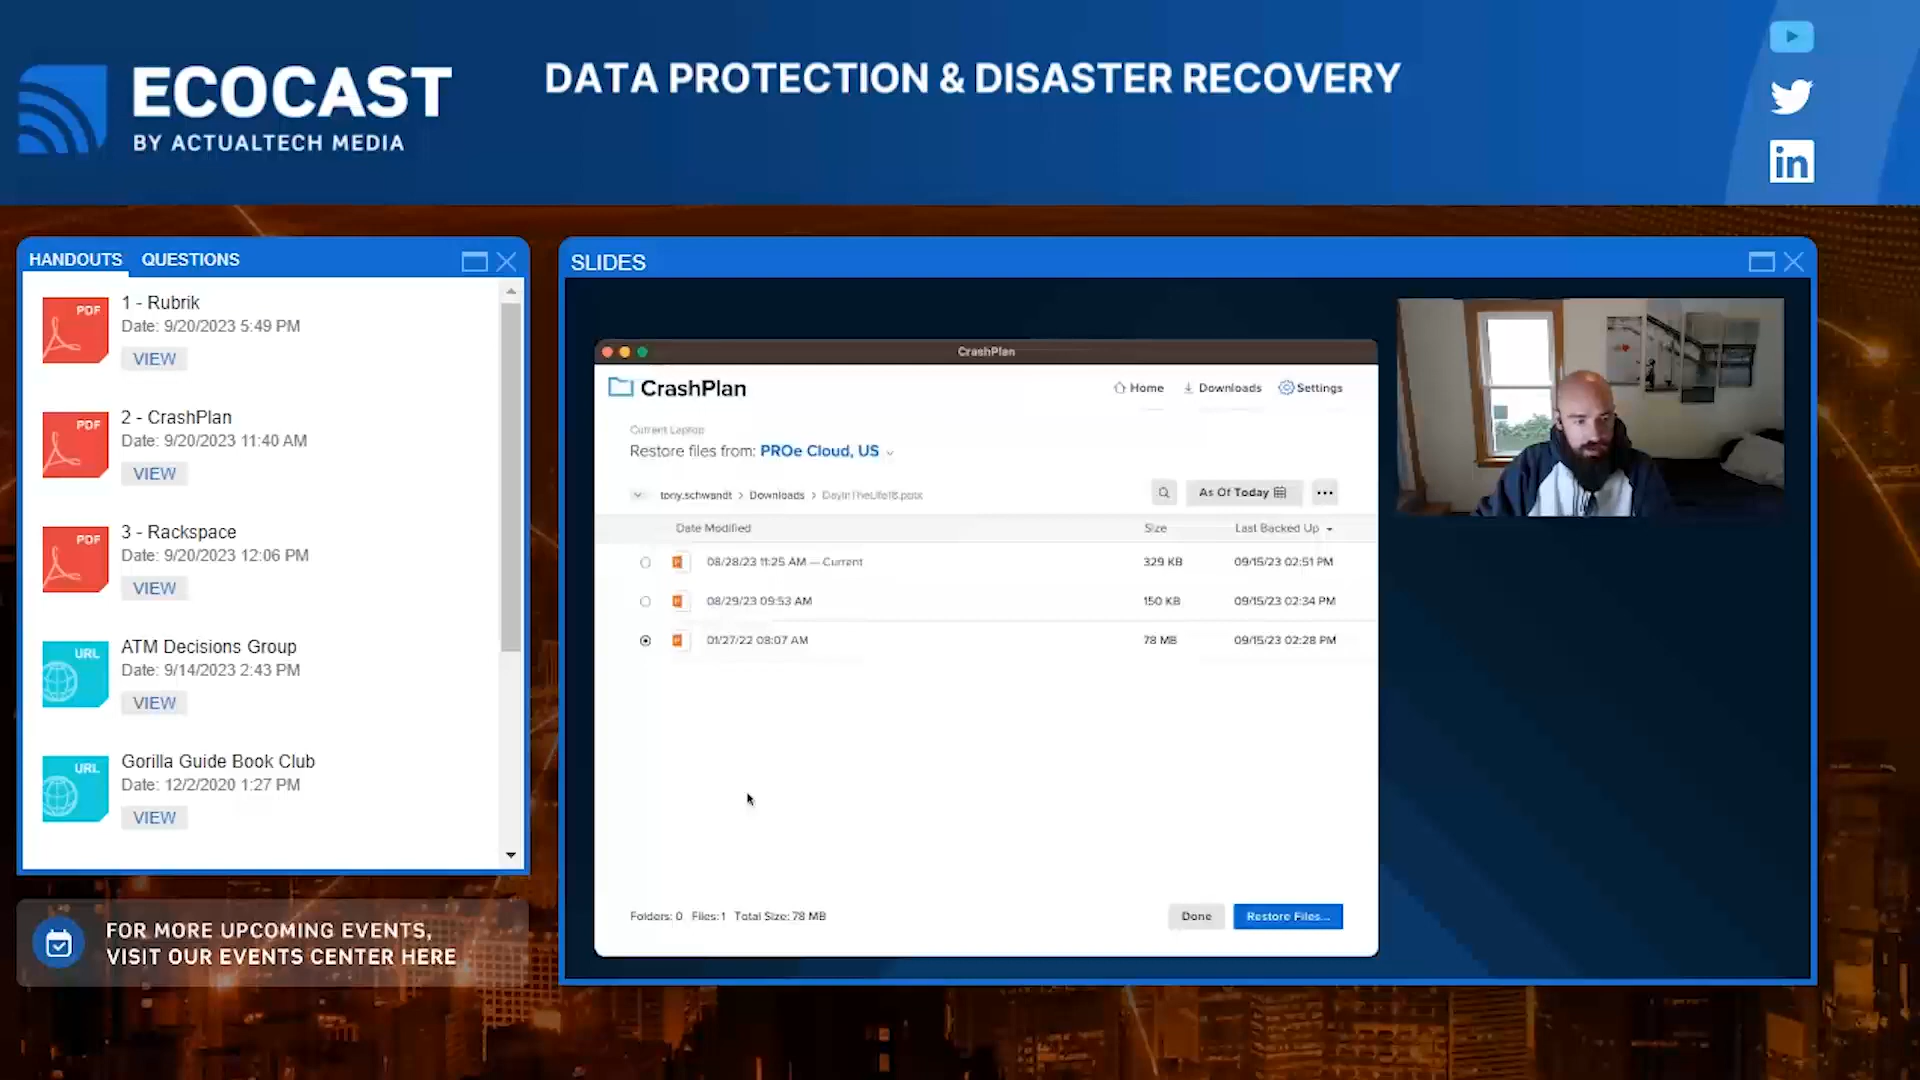 ECOCAST
BY ACTUALTECH MEDIA
DATA PROTECTION & DISASTER RECOVERY
in
HANDOUTS QUESTIONS
PDF
1 - Rubrik
Date: 9/20/2023 5:49 PM
VIEW
PDF
2 - CrashPlan
Date: 9/20/2023 11:40 AM
VIEW
PDF
3 - Rackspace
Date: 9/20/2023 12:06 PM
VIEW
URL
ATM Decisions Group
Date: 9/14/2023 2:43 PM
VIEW
URL
Gorilla Guide Book Club
Date: 12/2/2020 1:27 PM
VIEW
FOR MORE UPCOMING EVENTS,
VISIT OUR EVENTS CENTER HERE
SLIDES
CrashPlan
CrashPlan
Home Downloads Settings
Current Laptop
Restore files from: PROe Cloud, US
tony.schwandt > Downloads >
As Of Today
Date Modified Size Last Backed Up
08/28/23 11:25 AM — Current 329 KB 09/15/23 02:51 PM
08/29/23 09:53 AM 150 KB 09/15/23 02:34 PM
01/27/22 08:07 AM 78 MB 09/15/23 02:28 PM
Folders: 0 Files: 1 Total Size: 78 MB
Done Restore Files...